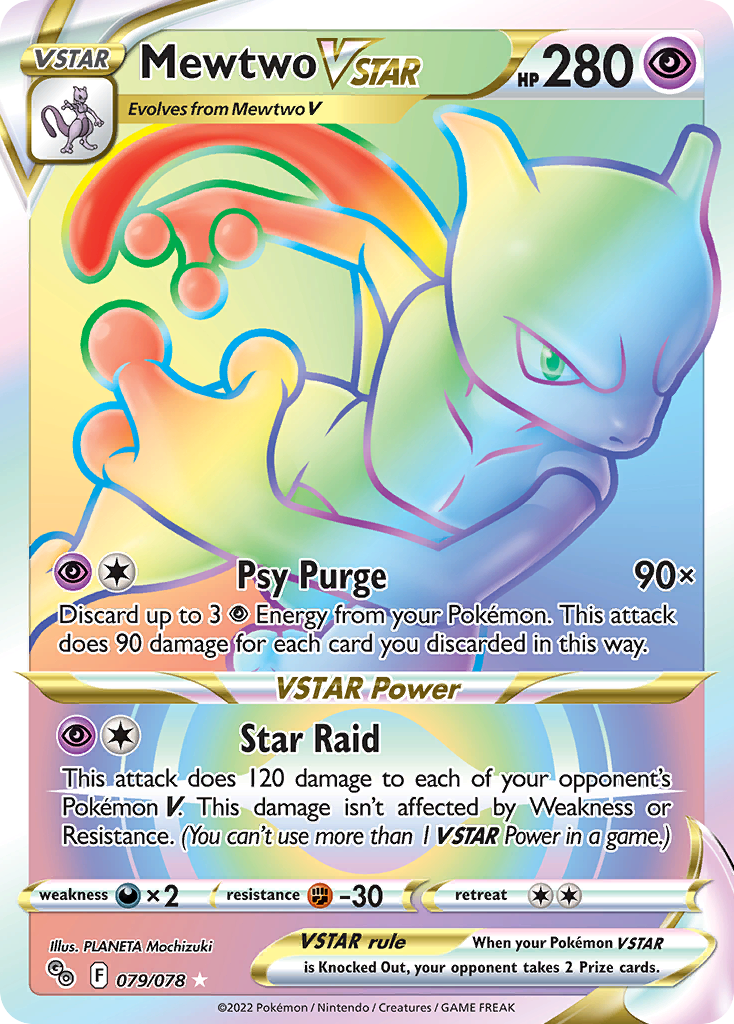 VSTAR
Mewtwo VSTAR
HP 280
Evolves from Mewtwo V
Psy Purge 90×
Discard up to 3 Energy from your Pokémon. This attack
does 90 damage for each card you discarded in this way.
VSTAR Power
Star Raid
This attack does 120 damage to each of your opponent's
Pokémon V. This damage isn't affected by Weakness or
Resistance. (You can't use more than 1 VSTAR Power in a game.)
weakness ×2 resistance -30 retreat
Illus. PLANETA Mochizuki
VSTAR rule When your Pokémon VSTAR
is Knocked Out, your opponent takes 2 Prize cards.
GO F 079/078
©2022 Pokémon / Nintendo / Creatures / GAME FREAK